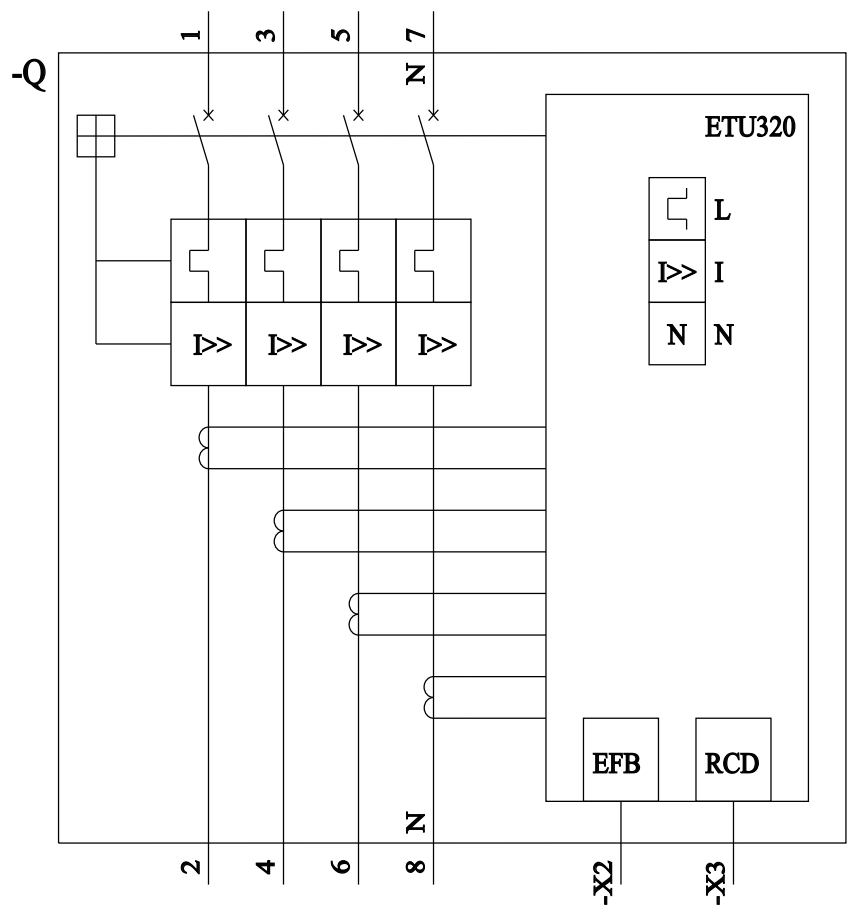 1 3 5 7
-Q
N
ETU320
L
I>> I
N N
I>> I>> I>> I>>
EFB RCD
N
2 4 6 8
-X2 -X3